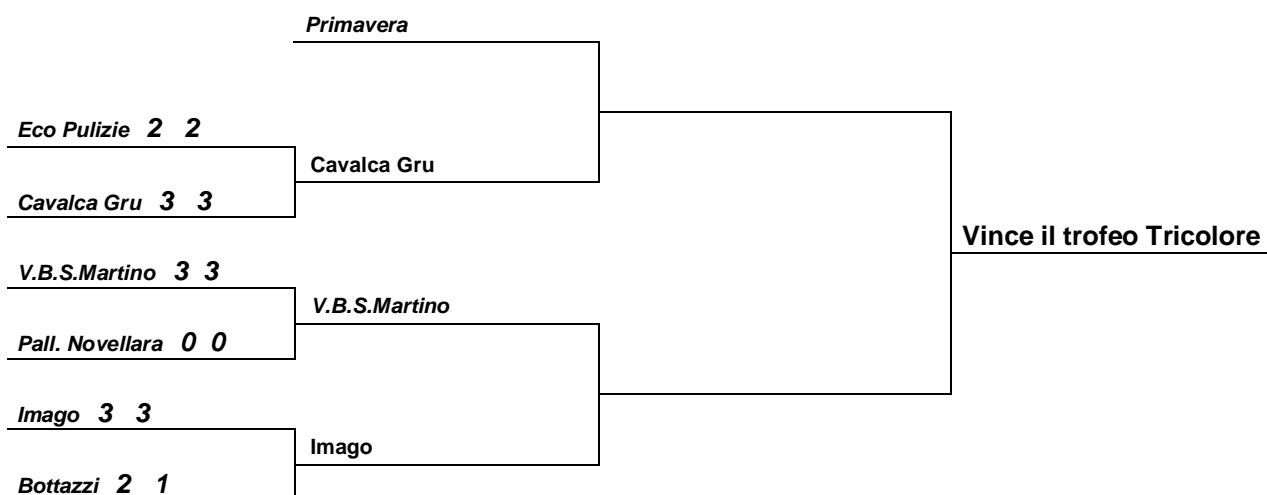 Primavera
Eco Pulizie 2 2
Cavalca Gru
Cavalca Gru 3 3
Vince il trofeo Tricolore
V.B.S.Martino 3 3
V.B.S.Martino
Pall. Novellara 0 0
Imago 3 3
Imago
Bottazzi 2 1